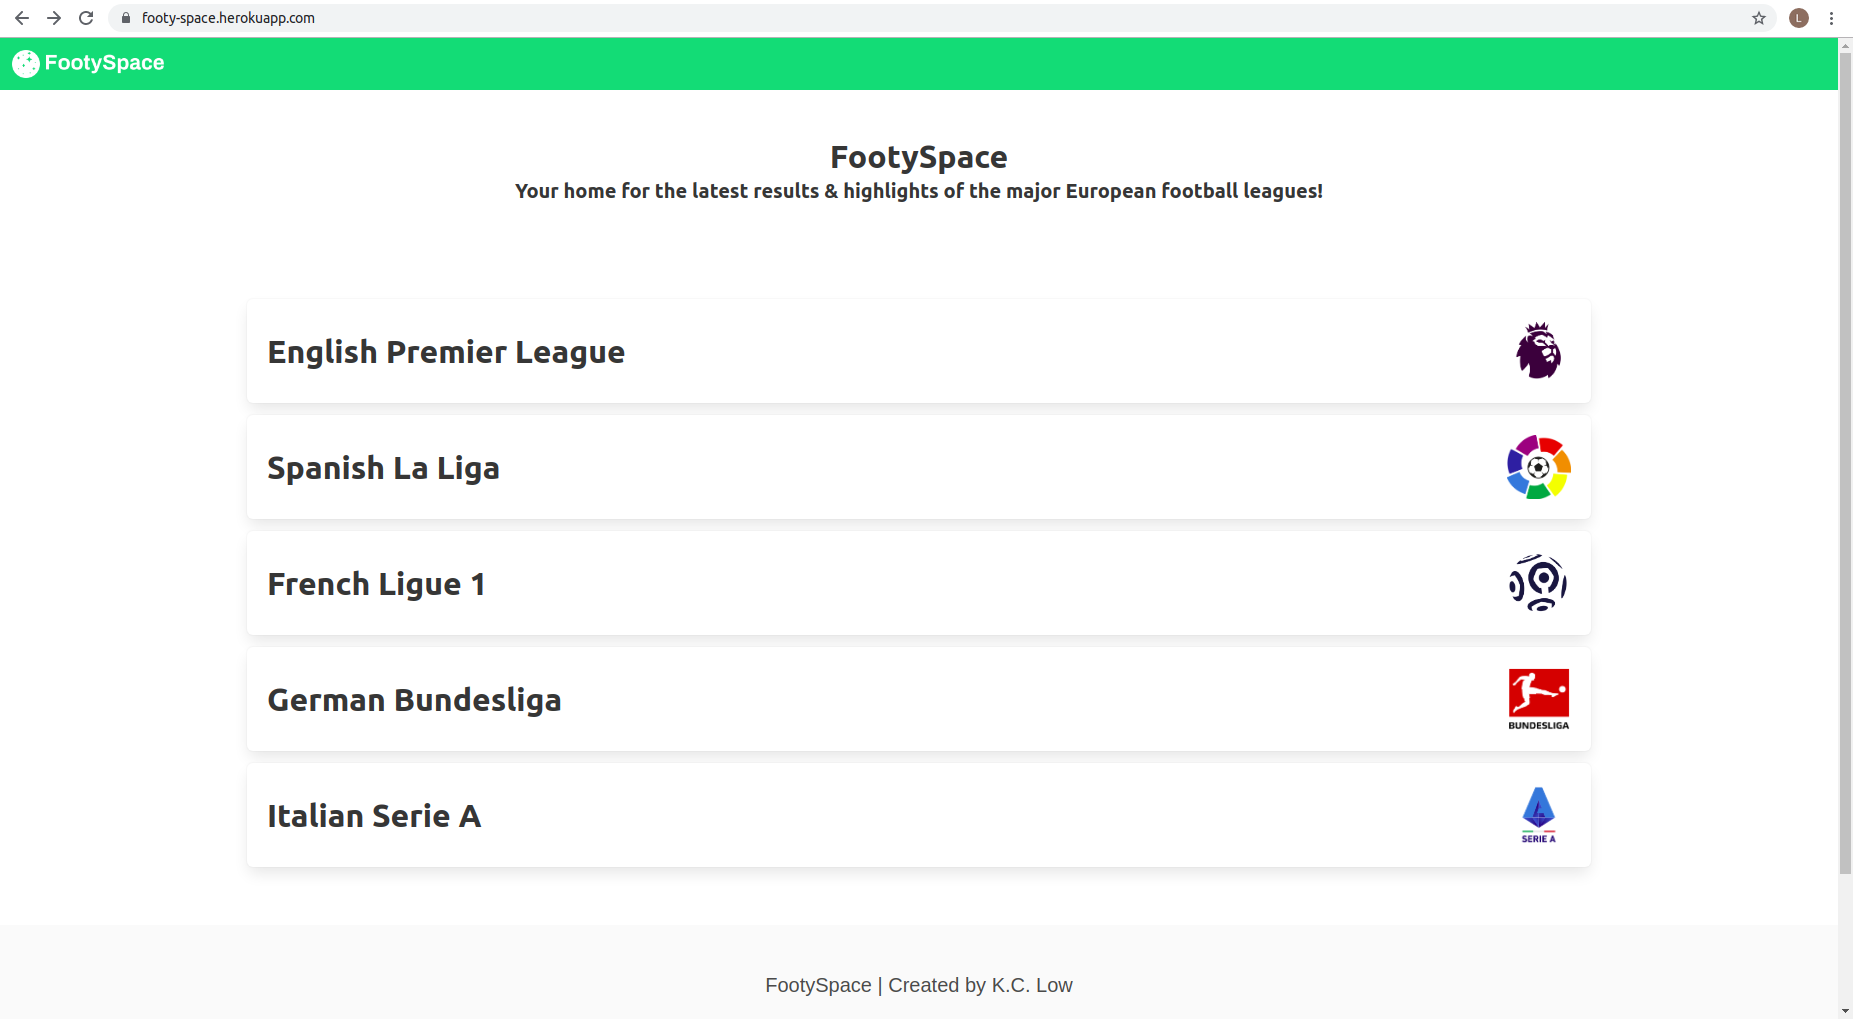 footy-space.herokuapp.com
L
FootySpace
FootySpace
Your home for the latest results & highlights of the major European football leagues!
English Premier League
Spanish La Liga
French Ligue 1
German Bundesliga
BUNDESLIGA
Italian Serie A
SERIE A
FootySpace | Created by K.C. Low